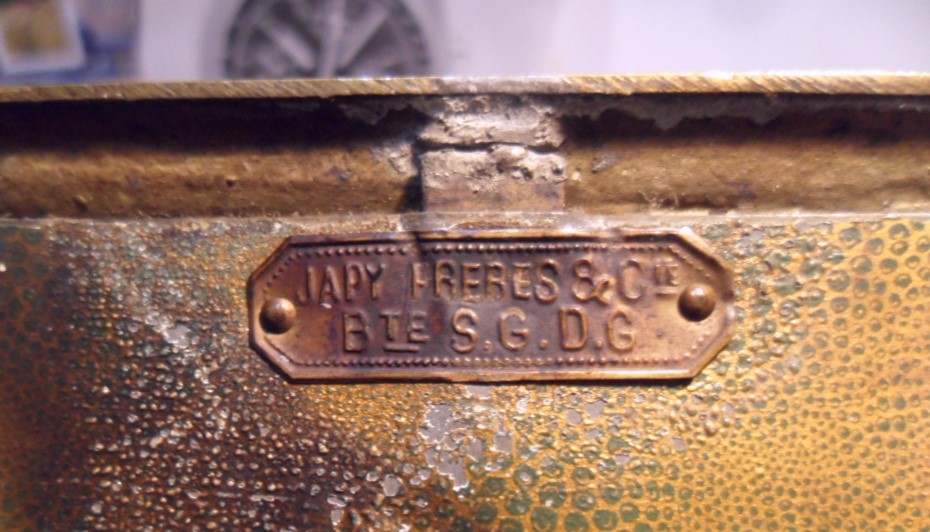 JAPY FRERES & CIE
BTE S.G.D.G